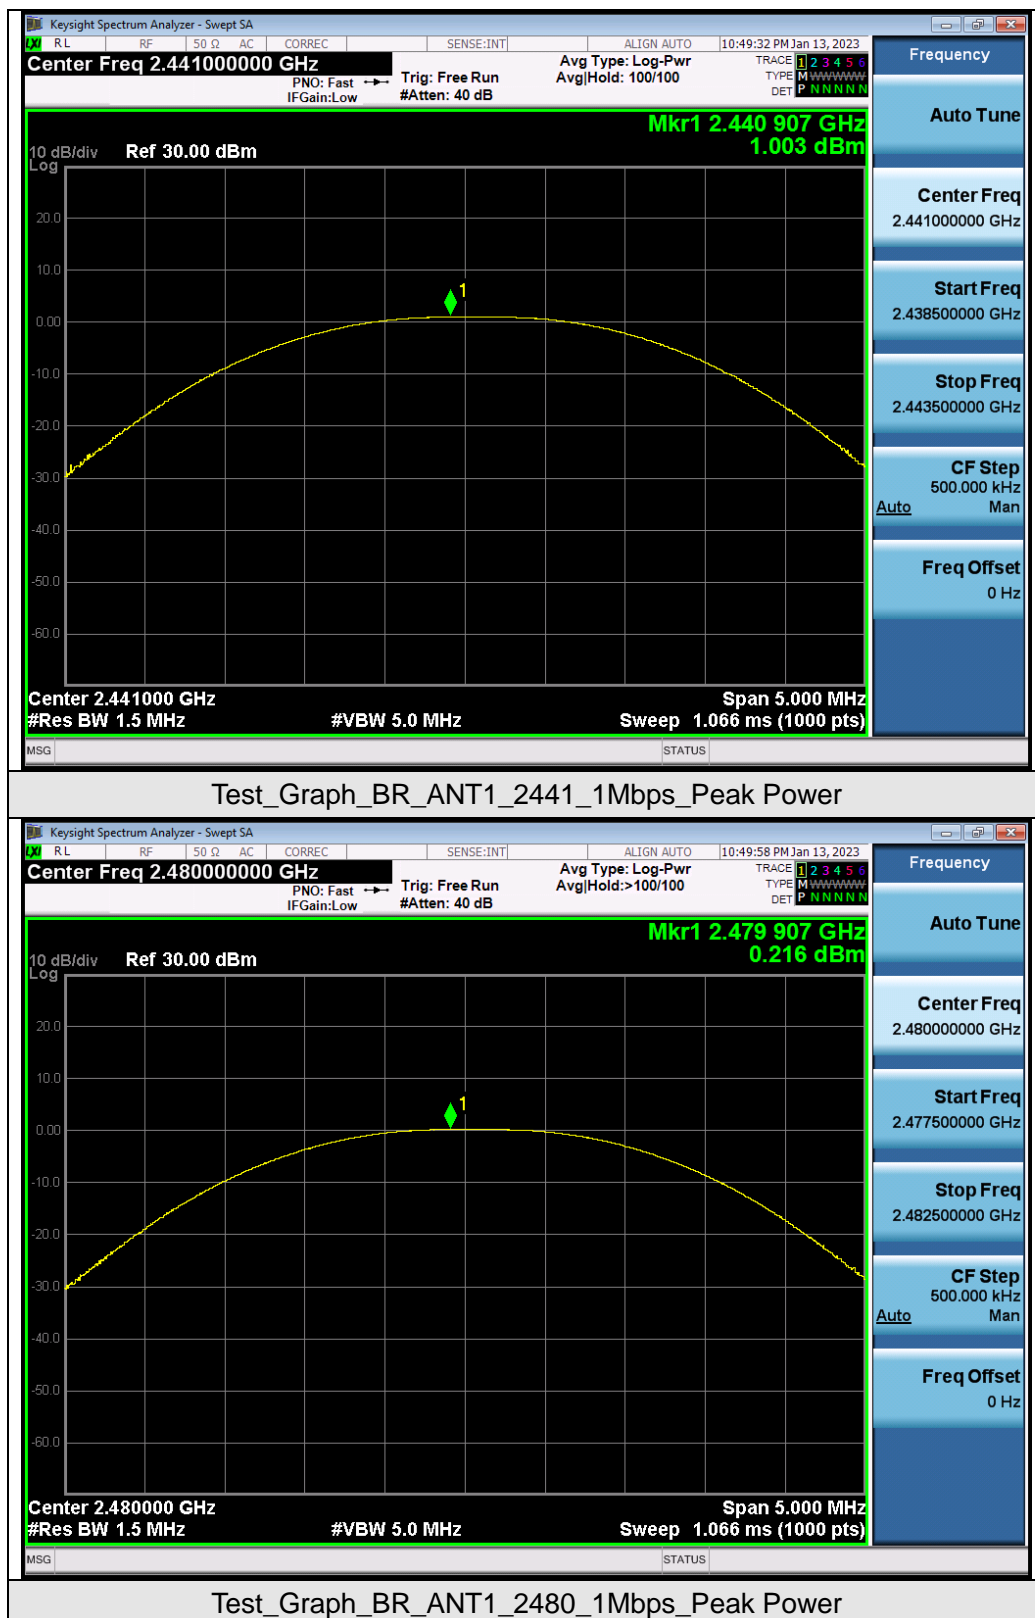 Keysight Spectrum Analyzer - Swept SA
LXI RL RF 50 Ω AC CORREC SENSE:INT ALIGN AUTO 10:49:32 PM Jan 13, 2023
Center Freq 2.441000000 GHz
PNO: Fast
IFGain:Low
Trig: Free Run
#Atten: 40 dB
Avg Type: Log-Pwr
Avg|Hold: 100/100
TRACE 1 2 3 4 5 6
TYPE M WWWWW
DET P N N N N N
Mkr1 2.440 907 GHz
1.003 dBm
10 dB/div Ref 30.00 dBm
Log
20.0
10.0
1
0.00
-10.0
-20.0
-30.0
-40.0
-50.0
-60.0
Center 2.441000 GHz Span 5.000 MHz
#Res BW 1.5 MHz #VBW 5.0 MHz Sweep 1.066 ms (1000 pts)
MSG STATUS
Frequency
Auto Tune
Center Freq
2.441000000 GHz
Start Freq
2.438500000 GHz
Stop Freq
2.443500000 GHz
CF Step
500.000 kHz
Auto Man
Freq Offset
0 Hz
Test_Graph_BR_ANT1_2441_1Mbps_Peak Power
Keysight Spectrum Analyzer - Swept SA
LXI RL RF 50 Ω AC CORREC SENSE:INT ALIGN AUTO 10:49:58 PM Jan 13, 2023
Center Freq 2.480000000 GHz
PNO: Fast
IFGain:Low
Trig: Free Run
#Atten: 40 dB
Avg Type: Log-Pwr
Avg|Hold:>100/100
TRACE 1 2 3 4 5 6
TYPE M WWWWW
DET P N N N N N
Mkr1 2.479 907 GHz
0.216 dBm
10 dB/div Ref 30.00 dBm
Log
20.0
10.0
1
0.00
-10.0
-20.0
-30.0
-40.0
-50.0
-60.0
Center 2.480000 GHz Span 5.000 MHz
#Res BW 1.5 MHz #VBW 5.0 MHz Sweep 1.066 ms (1000 pts)
MSG STATUS
Frequency
Auto Tune
Center Freq
2.480000000 GHz
Start Freq
2.477500000 GHz
Stop Freq
2.482500000 GHz
CF Step
500.000 kHz
Auto Man
Freq Offset
0 Hz
Test_Graph_BR_ANT1_2480_1Mbps_Peak Power